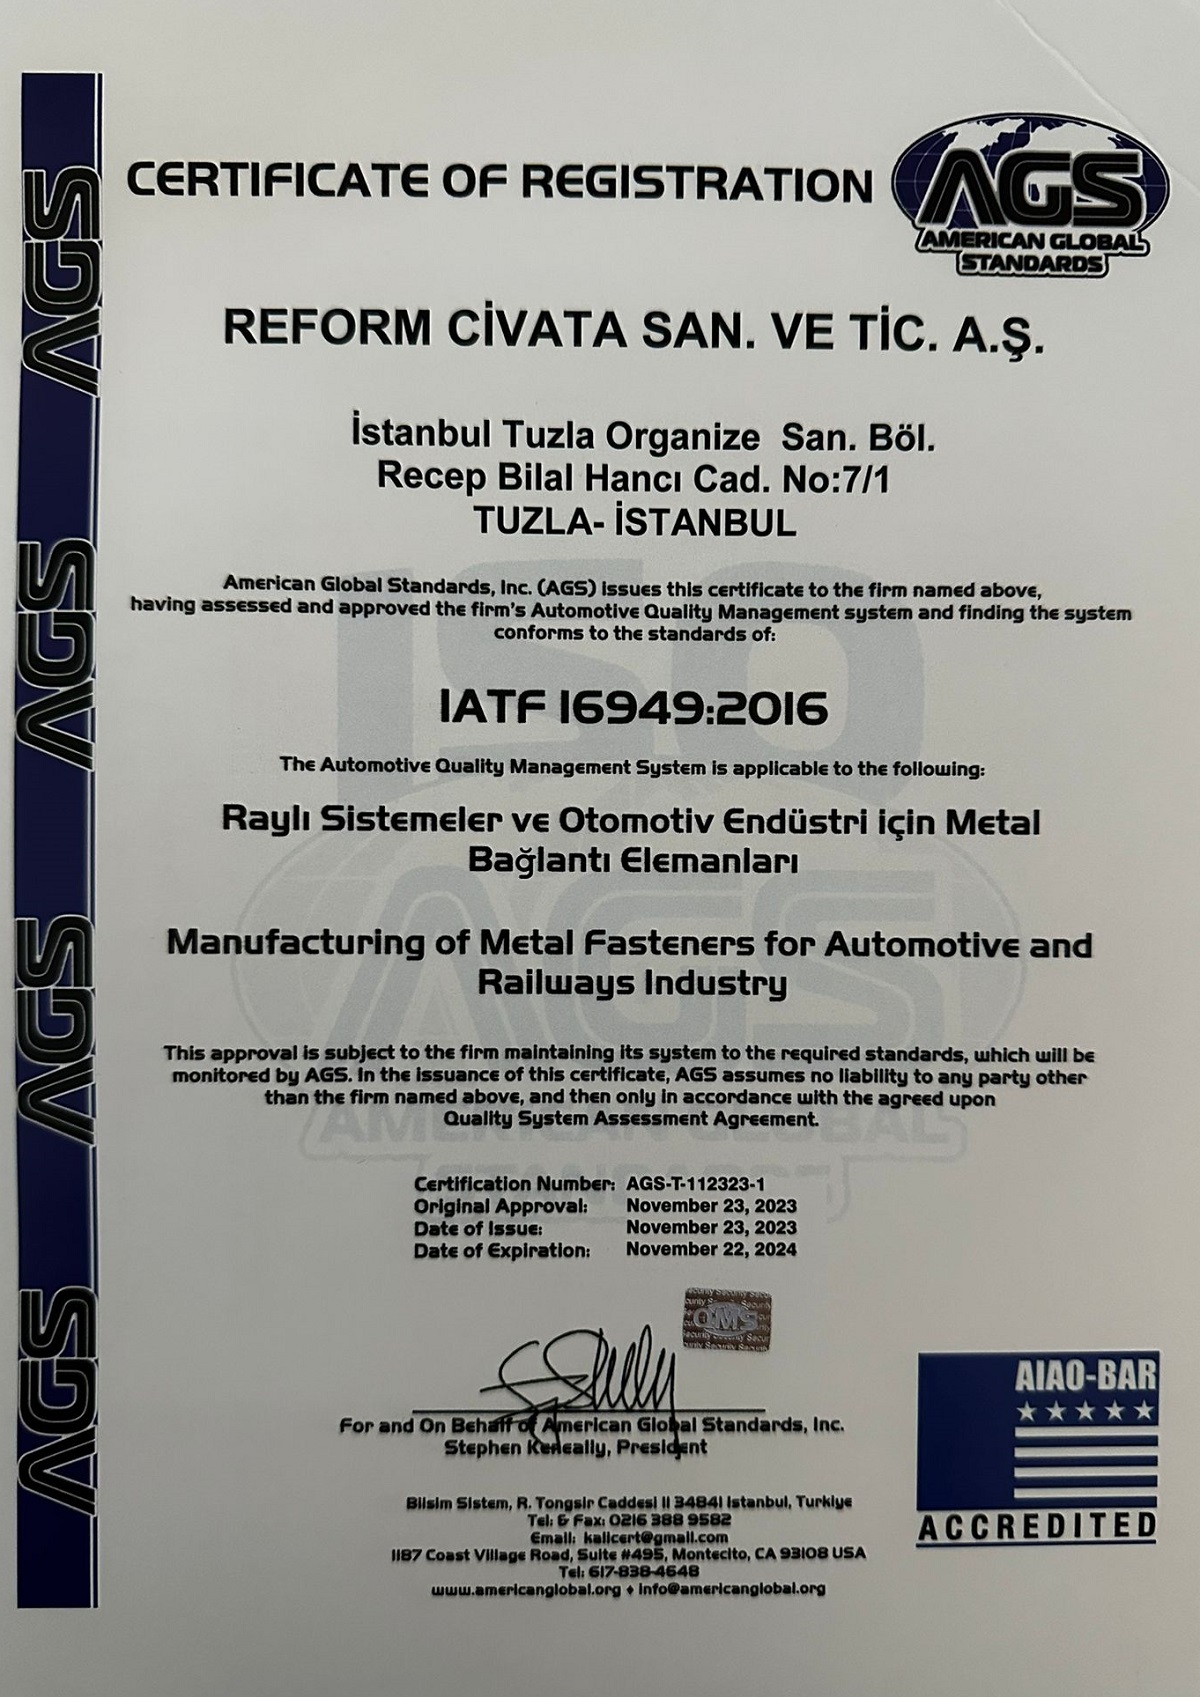 CERTIFICATE OF REGISTRATION
AGS
AMERICAN GLOBAL
STANDARDS
REFORM CİVATA SAN. VE TİC. A.Ş.
İstanbul Tuzla Organize San. Böl.
Recep Bilal Hancı Cad. No:7/1
TUZLA- İSTANBUL
American Global Standards, Inc. (AGS) issues this certificate to the firm named above,
having assessed and approved the firm's Automotive Quality Management system and finding the system
conforms to the standards of:
IATF 16949:2016
The Automotive Quality Management System is applicable to the following:
Raylı Sistemeler ve Otomotiv Endüstri için Metal
Bağlantı Elemanları
Manufacturing of Metal Fasteners for Automotive and
Railways Industry
This approval is subject to the firm maintaining its system to the required standards, which will be
monitored by AGS. In the issuance of this certificate, AGS assumes no liability to any party other
than the firm named above, and then only in accordance with the agreed upon
Quality System Assessment Agreement.
Certification Number: AGS-T-112323-1
Original Approval: November 23, 2023
Date of Issue: November 23, 2023
Date of Expiration: November 22, 2024
QMS
For and On Behalf of American Global Standards, Inc.
Stephen Keneally, President
Bilsim Sistem, R. Tongsir Caddesi 11 34841 Istanbul, Turkiye
Tel: & Fax: 0216 388 9582
Email: kalicert@gmail.com
1187 Coast Village Road, Suite #495, Montecito, CA 93108 USA
Tel: 617-838-4648
www.americanglobal.org ♦ info@americanglobal.org
AIAO-BAR
ACCREDITED
AGS
AGS
AGS
AGS
ISO
AGS
AMERICAN GLOBAL
STANDARDS